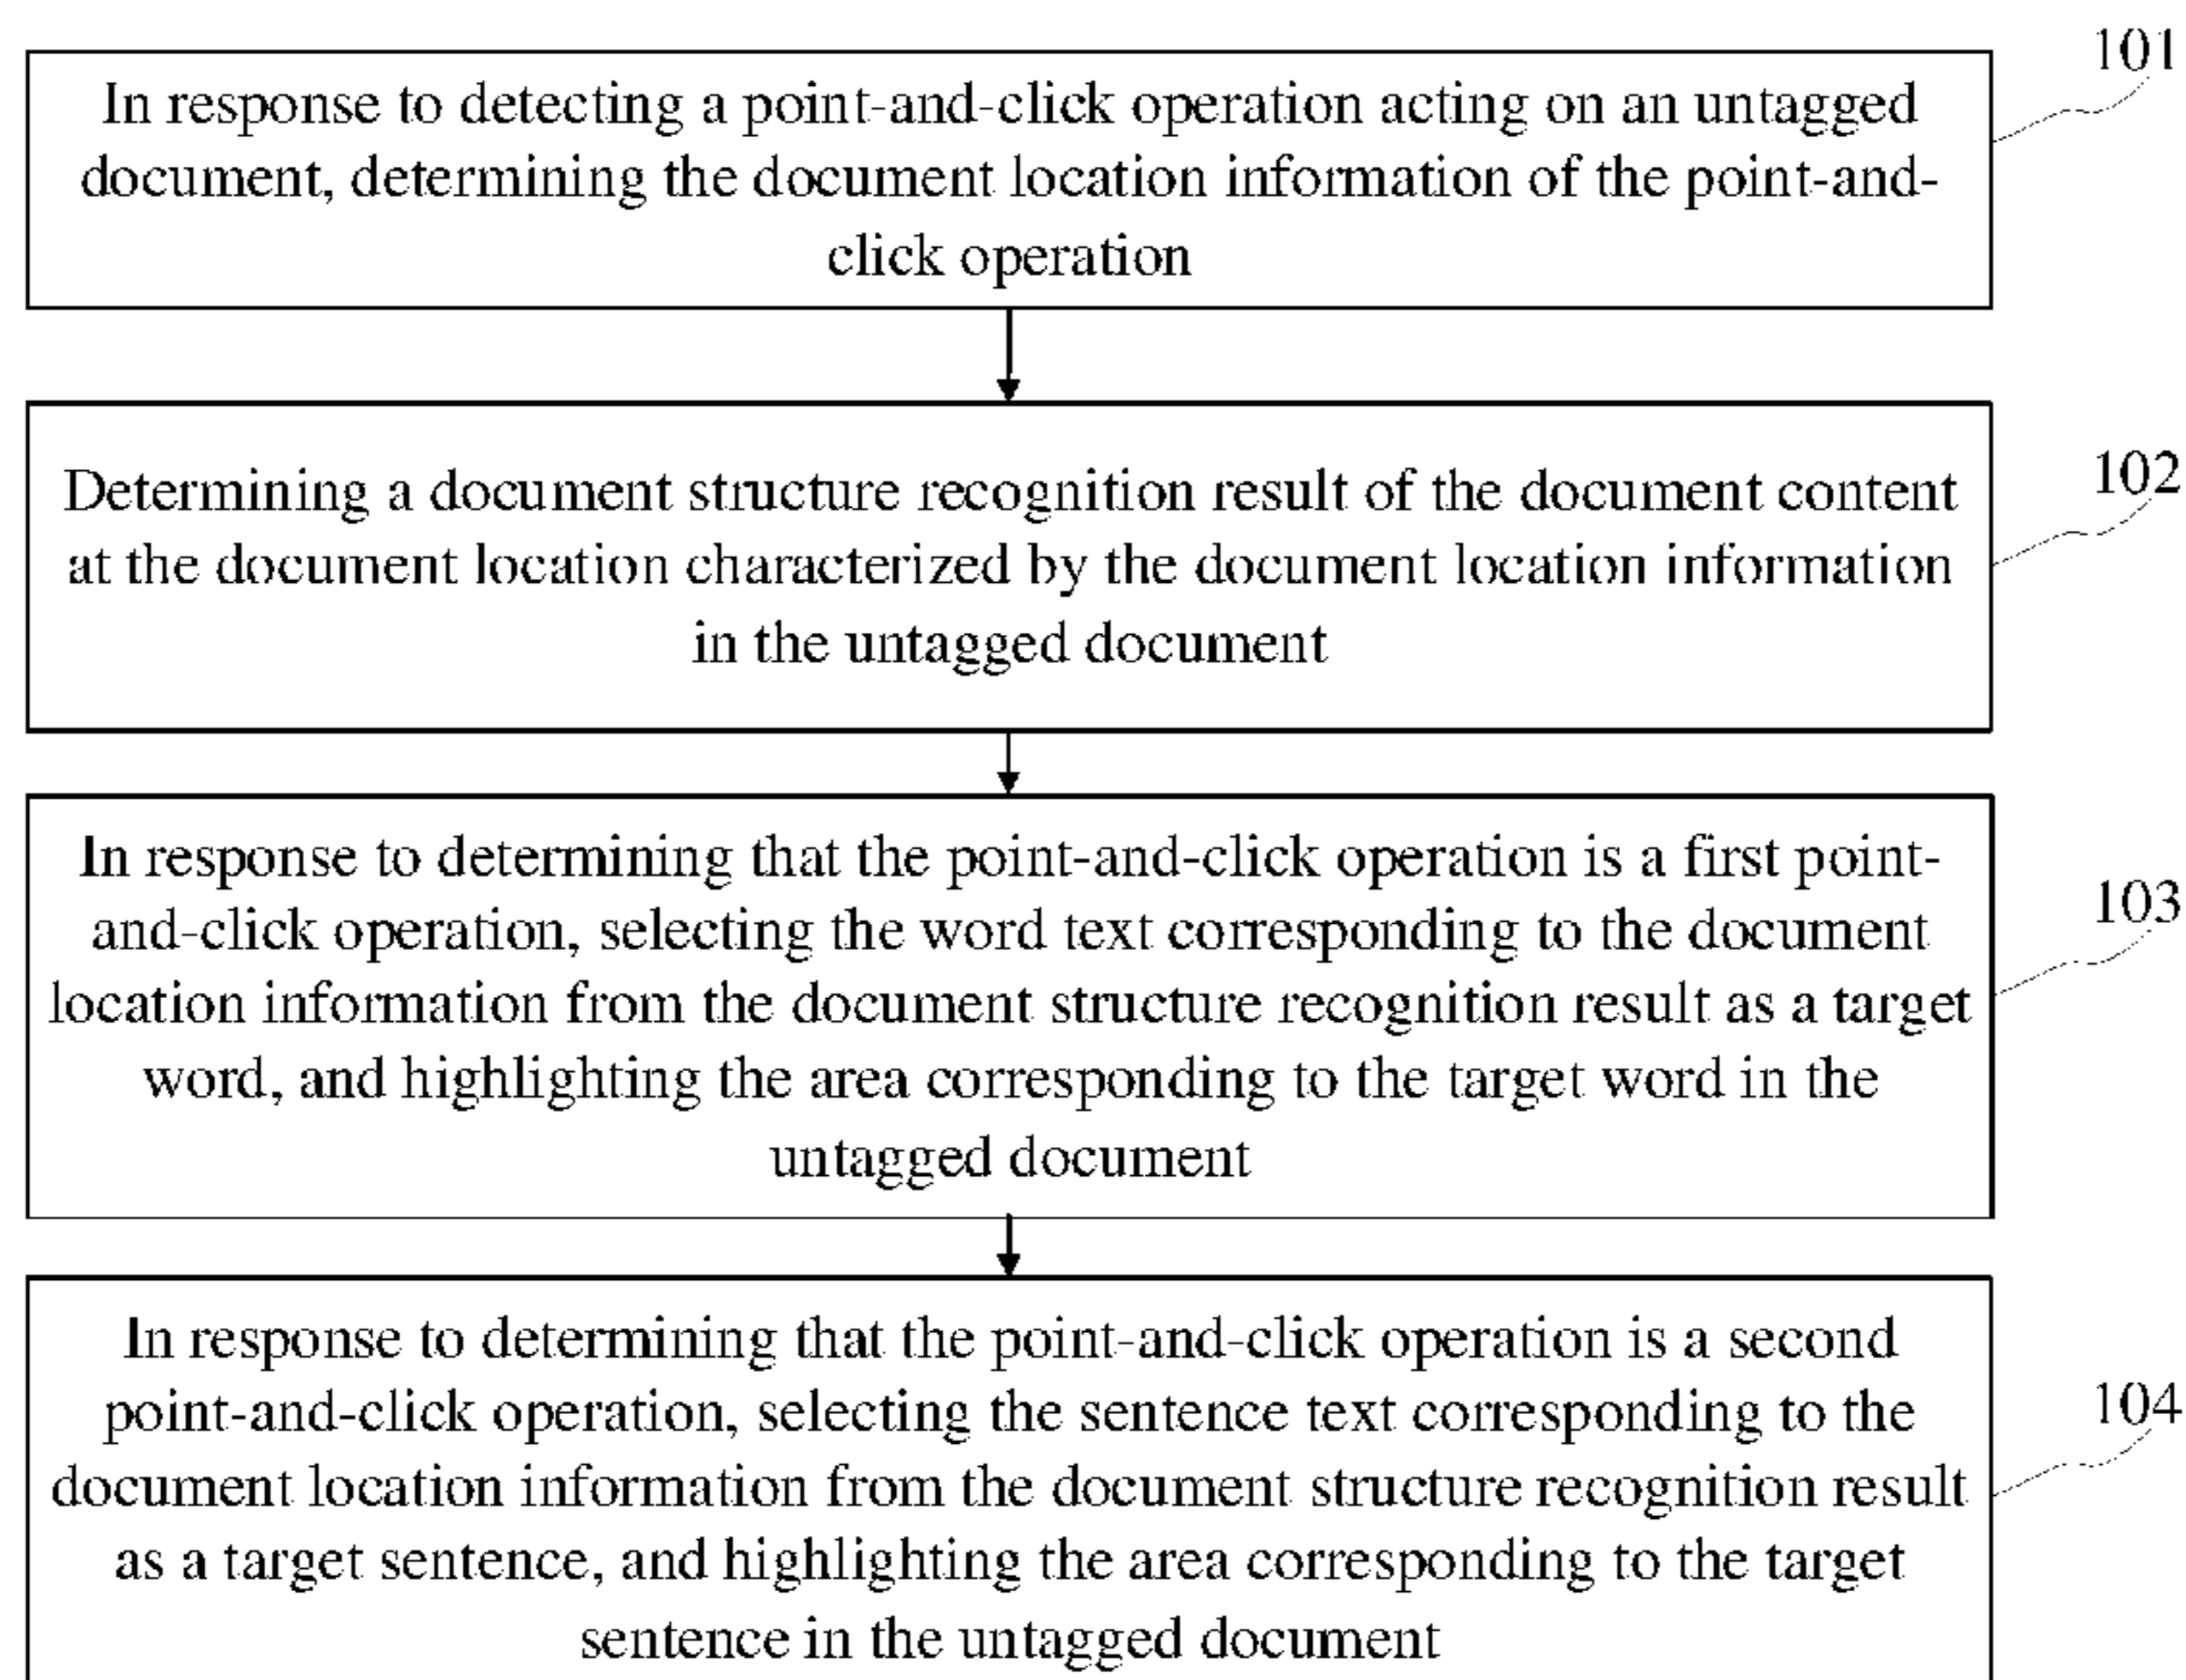 101
In response to detecting a point-and-click operation acting on an untagged
document, determining the document location information of the point-and-
click operation
102
Determining a document structure recognition result of the document content
at the document location characterized by the document location information
in the untagged document
103
In response to determining that the point-and-click operation is a first point-
and-click operation, selecting the word text corresponding to the document
location information from the document structure recognition result as a target
word, and highlighting the area corresponding to the target word in the
untagged document
104
In response to determining that the point-and-click operation is a second
point-and-click operation, selecting the sentence text corresponding to the
document location information from the document structure recognition result
as a target sentence, and highlighting the area corresponding to the target
sentence in the untagged document